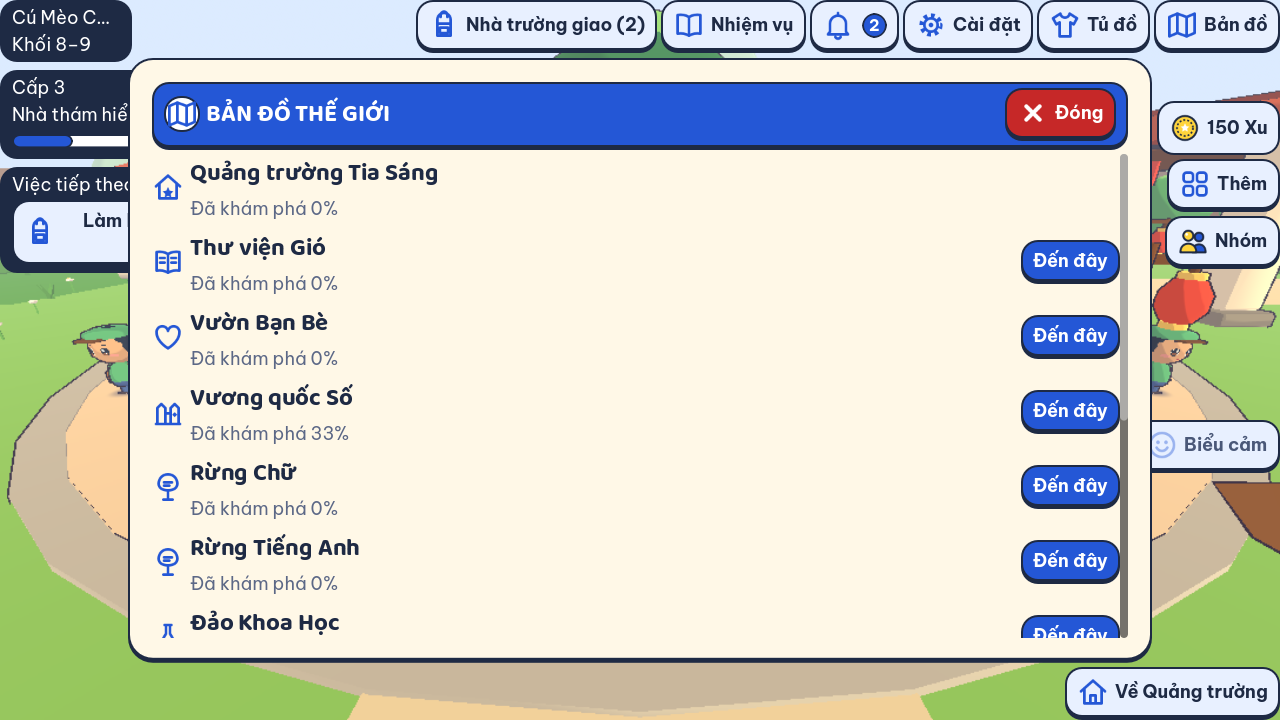 Cú Mèo C...
Khối 8–9
Nhà trường giao (2)
Nhiệm vụ
2
Cài đặt
Tủ đồ
Bản đồ
Cấp 3
Nhà thám hiể
Việc tiếp theo
Làm
BẢN ĐỒ THẾ GIỚI
Đóng
150 Xu
Thêm
Nhóm
Quảng trường Tia Sáng
Đã khám phá 0%
Thư viện Gió
Đã khám phá 0%
Đến đây
Vườn Bạn Bè
Đã khám phá 0%
Đến đây
Vương quốc Số
Đã khám phá 33%
Đến đây
Rừng Chữ
Đã khám phá 0%
Đến đây
Rừng Tiếng Anh
Đã khám phá 0%
Đến đây
Đảo Khoa Học
Đến đây
Biểu cảm
Về Quảng trường